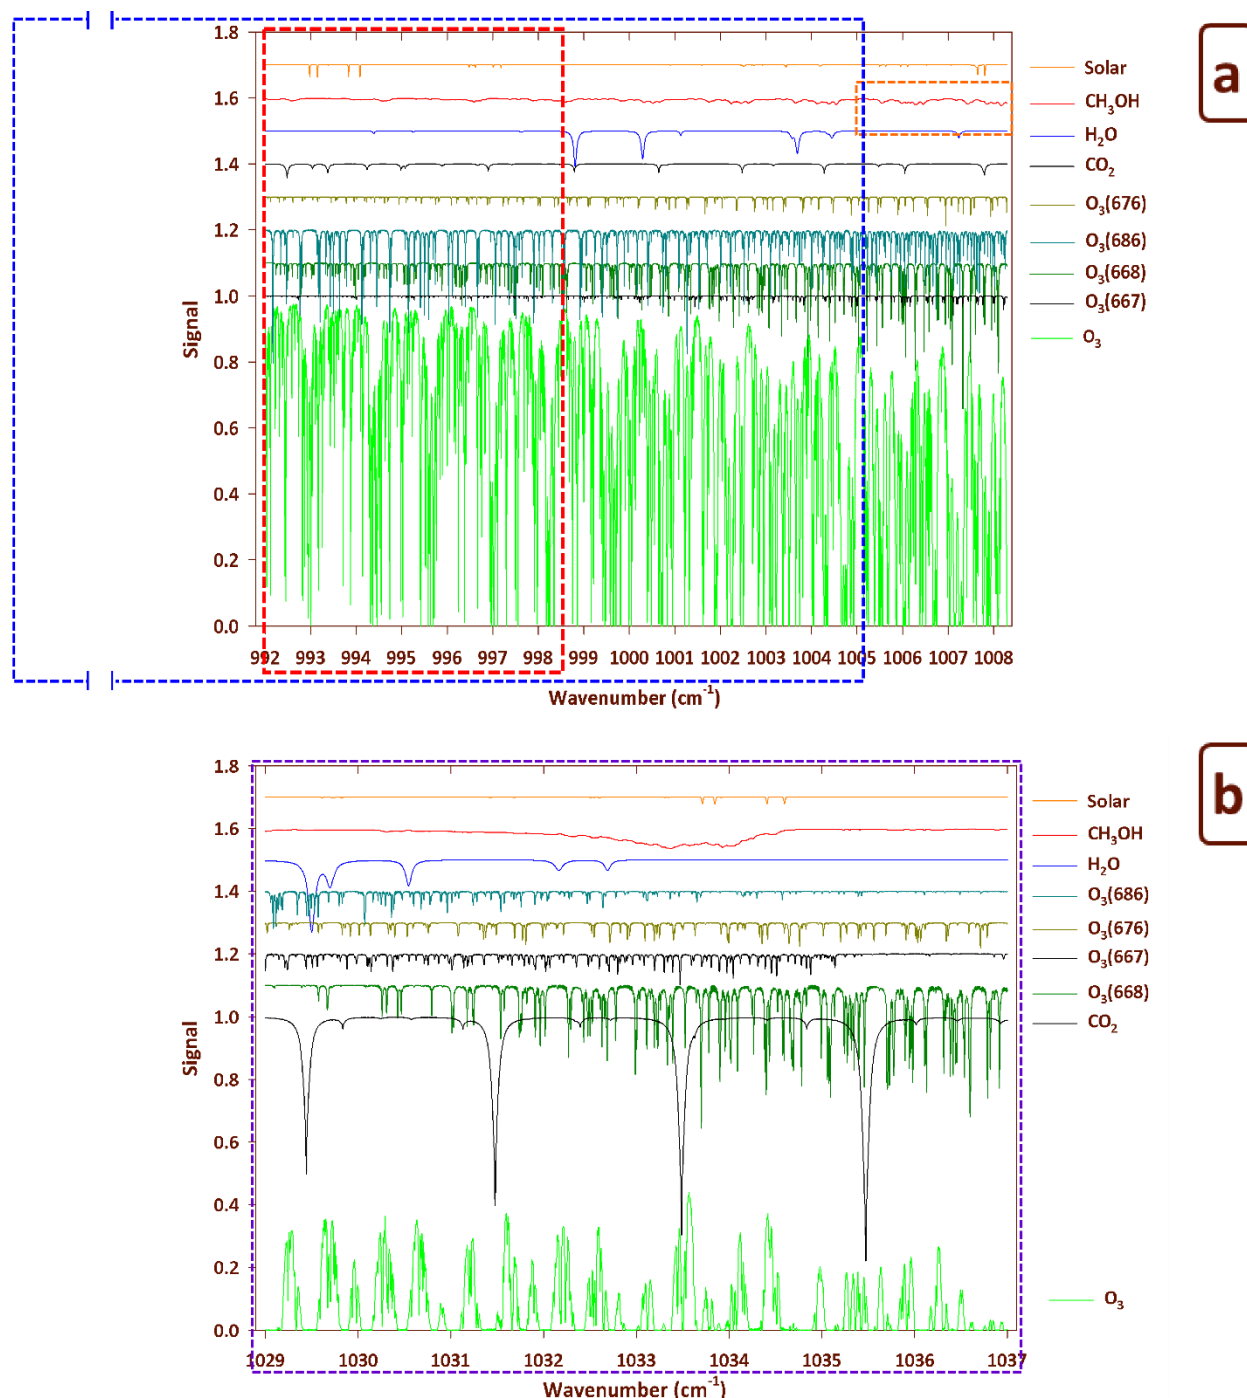 a
1.8
1.6
1.4
1.2
1.0
0.8
0.6
0.4
0.2
0.0
Signal
Solar
CH₃OH
H₂O
CO₂
O₃(676)
O₃(686)
O₃(668)
O₃(667)
O₃
992 993 994 995 996 997 998 999 1000 1001 1002 1003 1004 1005 1006 1007 1008
Wavenumber (cm⁻¹)
b
1.8
1.6
1.4
1.2
1.0
0.8
0.6
0.4
0.2
0.0
Signal
Solar
CH₃OH
H₂O
O₃(686)
O₃(676)
O₃(667)
O₃(668)
CO₂
O₃
1029 1030 1031 1032 1033 1034 1035 1036 1037
Wavenumber (cm⁻¹)